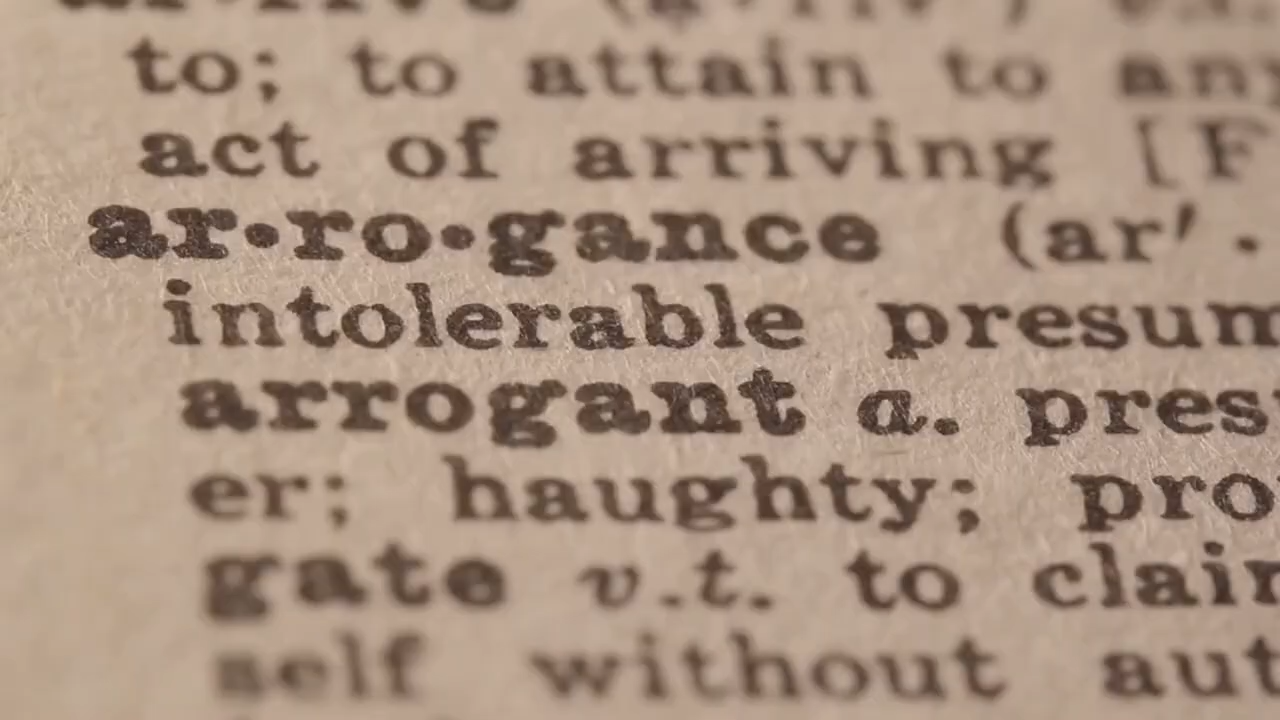 to; to attain to any
act of arriving [F
ar•ro•gance (ar′•
intolerable presum
arrogant a. pres
er; haughty; pro
gate v.t. to clai
self without aut